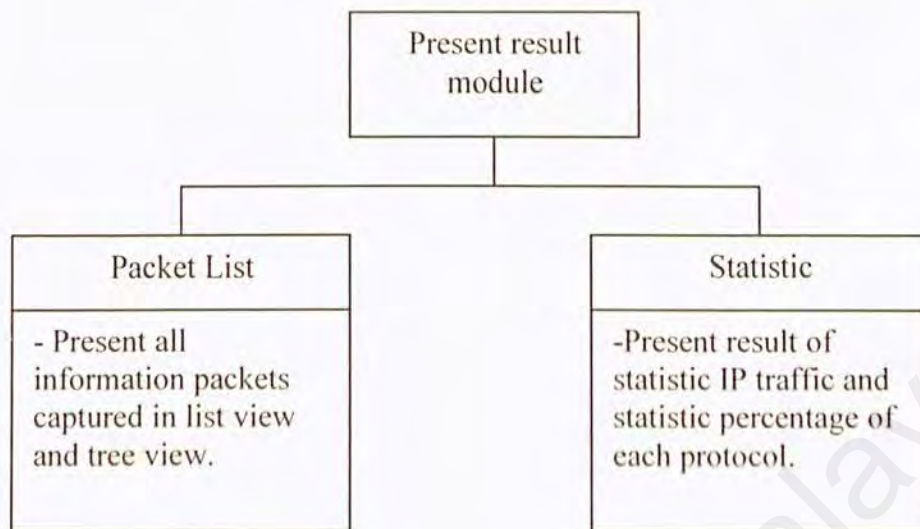 Present result
module
Packet List
- Present all
information packets
captured in list view
and tree view.
Statistic
-Present result of
statistic IP traffic and
statistic percentage of
each protocol.